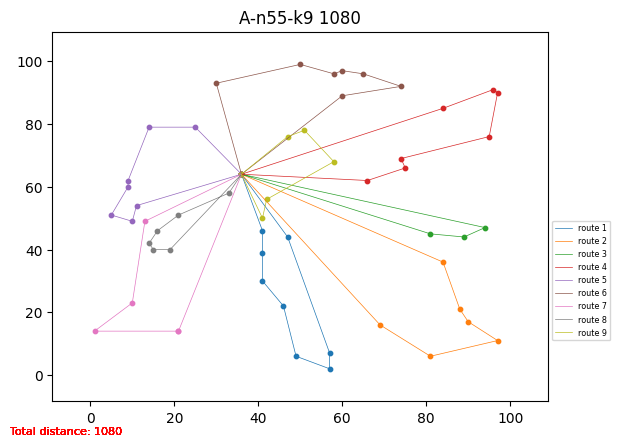 A-n55-k9 1080
100
80
60
40
20
0
0 20 40 60 80 100
route 1
route 2
route 3
route 4
route 5
route 6
route 7
route 8
route 9
Total distance: 1080